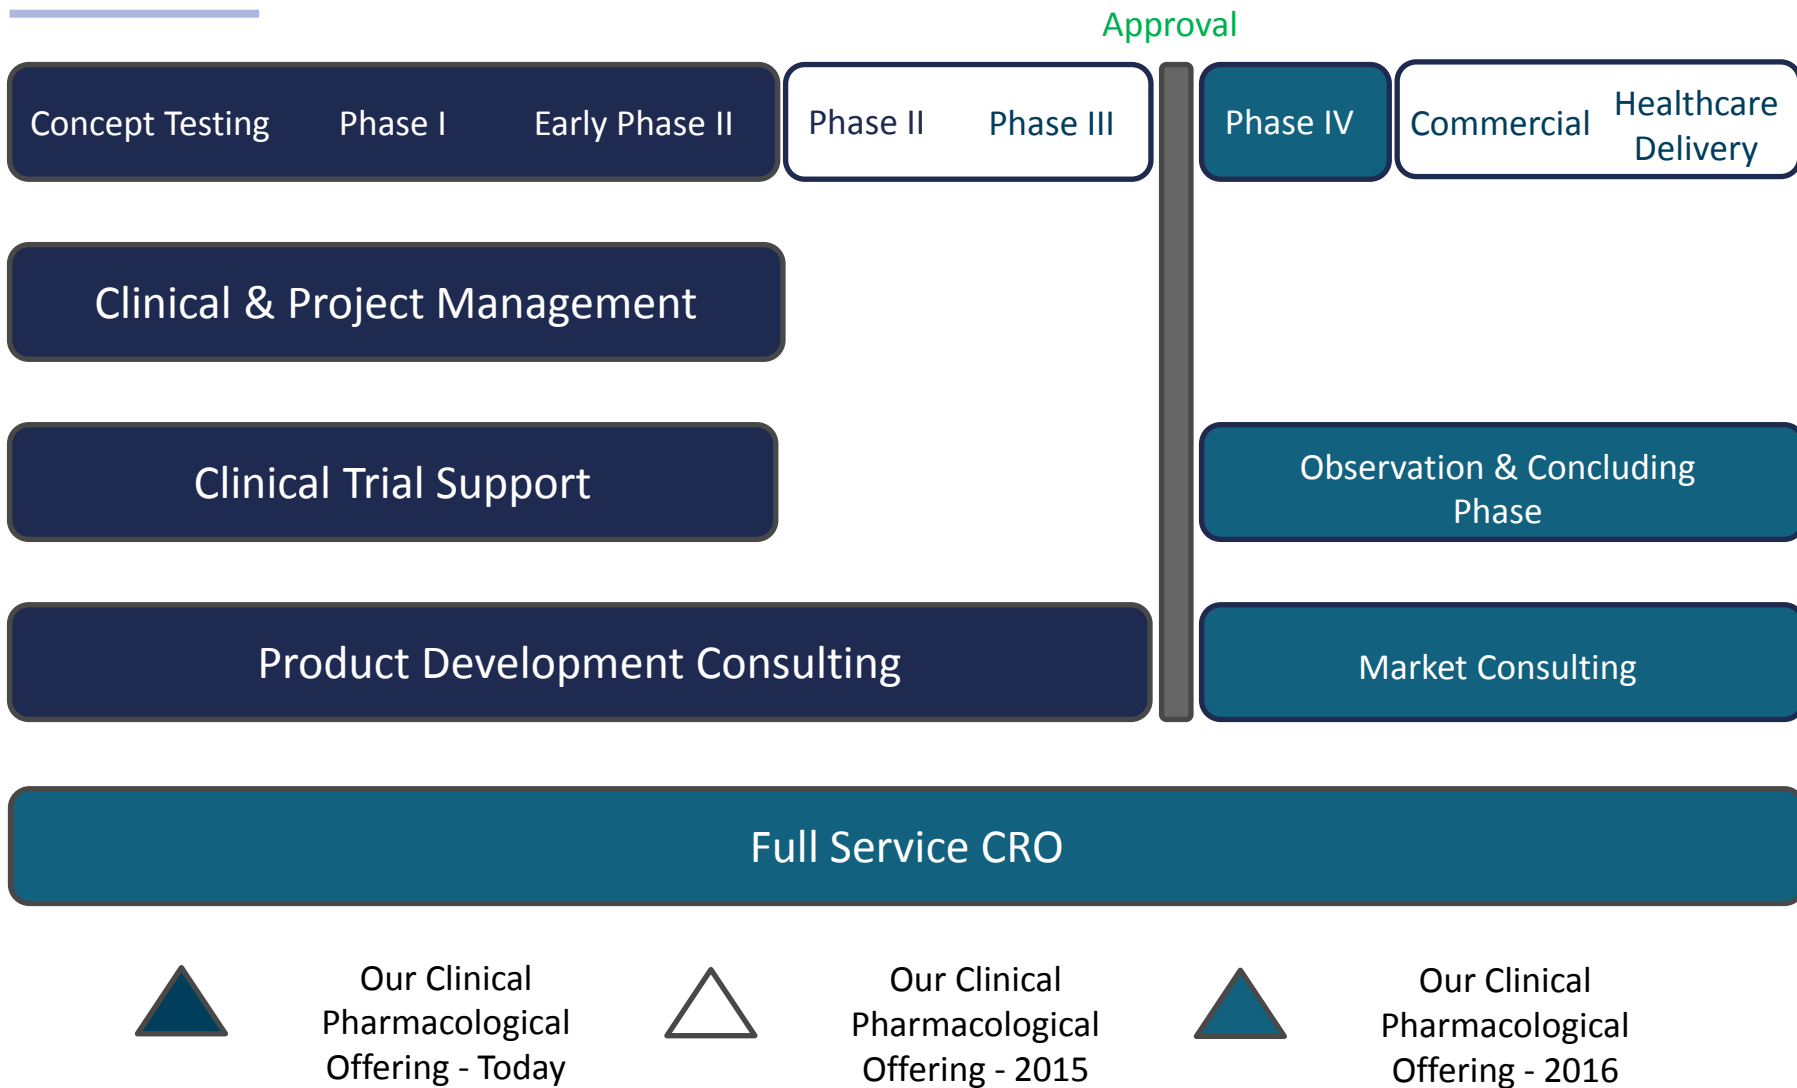 Approval
Concept Testing
Phase I
Early Phase II
Phase II
Phase III
Phase IV
Commercial
Healthcare
Delivery
Clinical & Project Management
Clinical Trial Support
Observation & Concluding
Phase
Product Development Consulting
Market Consulting
Full Service CRO
Our Clinical
Pharmacological
Offering - Today
Our Clinical
Pharmacological
Offering - 2015
Our Clinical
Pharmacological
Offering - 2016